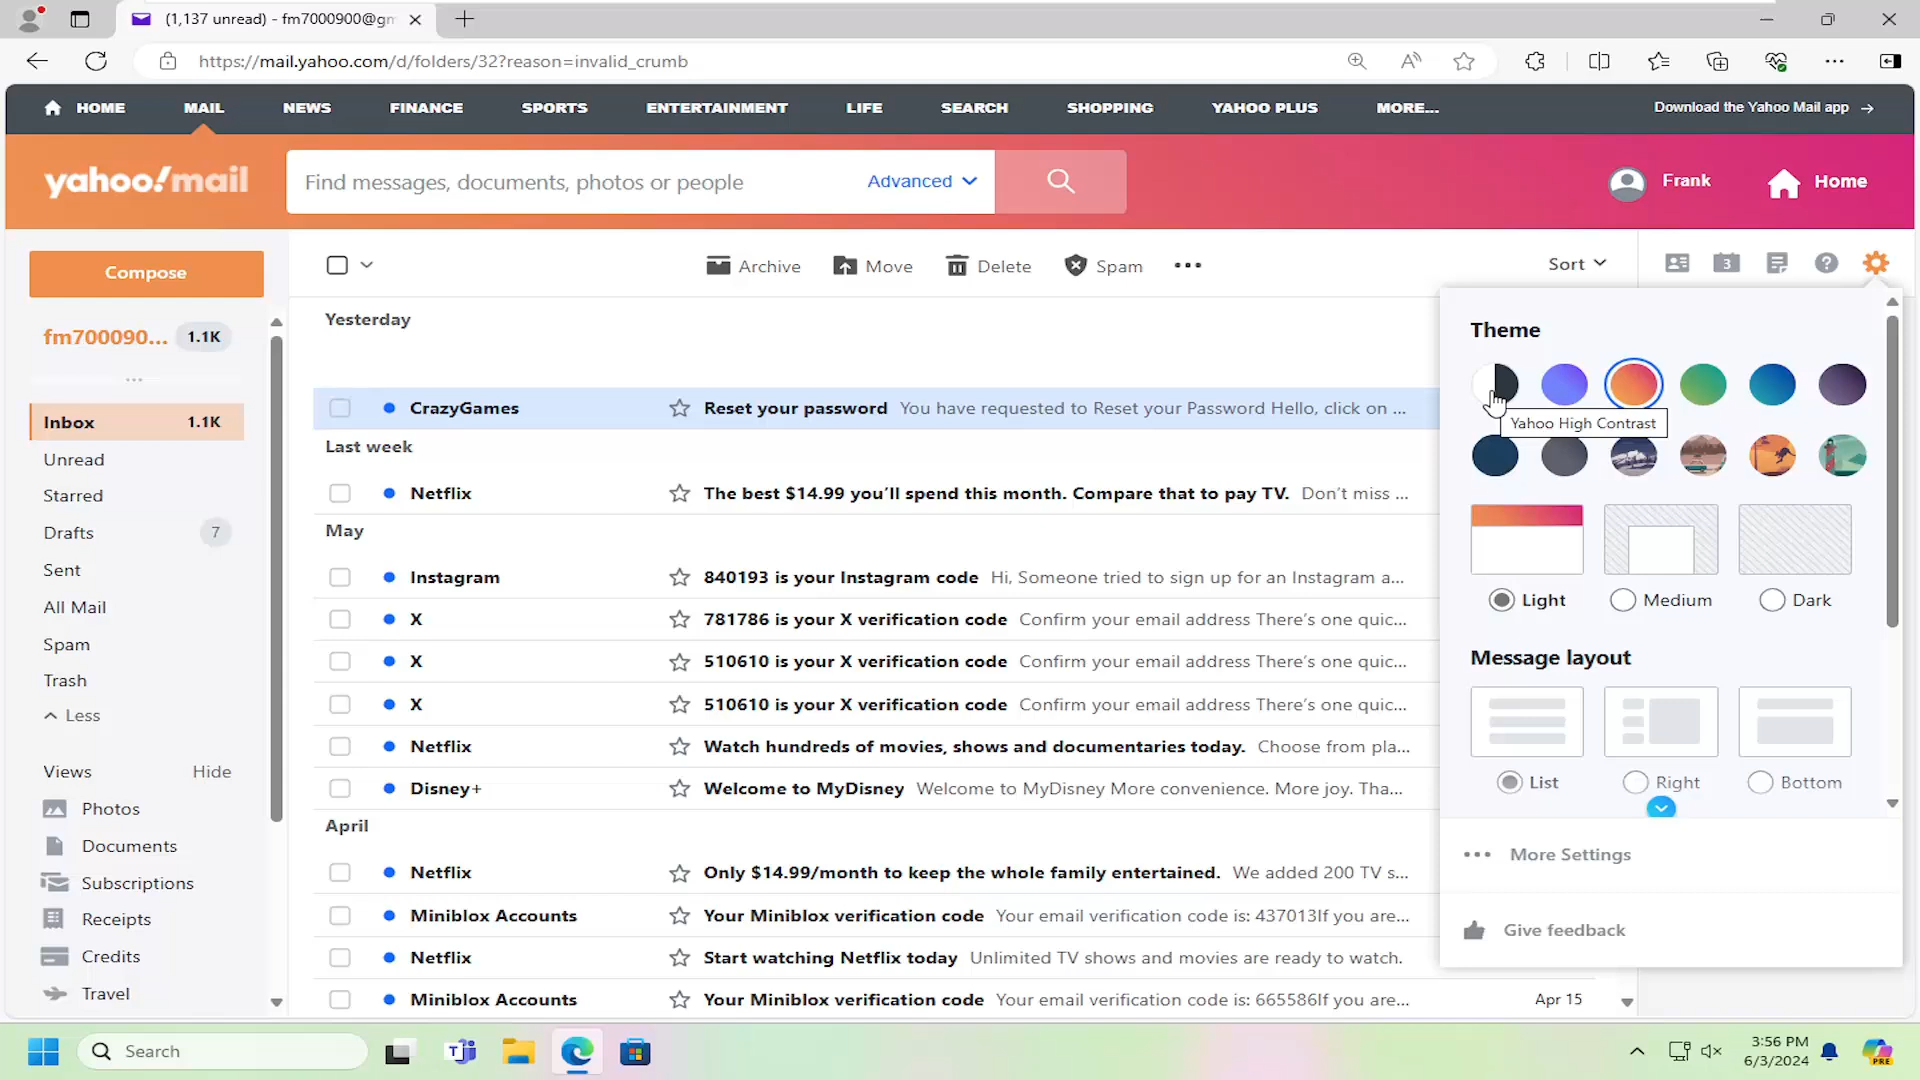 (1,137 unread) - fm7000900@gm
https://mail.yahoo.com/d/folders/32?reason=invalid_crumb
HOME MAIL NEWS FINANCE SPORTS ENTERTAINMENT LIFE SEARCH SHOPPING YAHOO PLUS MORE... Download the Yahoo Mail app →
yahoo!mail
Find messages, documents, photos or people Advanced
Frank Home
Compose
Archive Move Delete Spam ••• Sort 3
fm700090... 1.1K
Inbox 1.1K
Unread
Starred
Drafts 7
Sent
All Mail
Spam
Trash
Less
Views Hide
Photos
Documents
Subscriptions
Receipts
Credits
Travel
Yesterday
CrazyGames Reset your password You have requested to Reset your Password Hello, click on ...
Last week
Netflix The best $14.99 you’ll spend this month. Compare that to pay TV. Don’t miss ...
May
Instagram 840193 is your Instagram code Hi, Someone tried to sign up for an Instagram a...
X 781786 is your X verification code Confirm your email address There’s one quic...
X 510610 is your X verification code Confirm your email address There’s one quic...
X 510610 is your X verification code Confirm your email address There’s one quic...
Netflix Watch hundreds of movies, shows and documentaries today. Choose from pla...
Disney+ Welcome to MyDisney Welcome to MyDisney More convenience. More joy. Tha...
April
Netflix Only $14.99/month to keep the whole family entertained. We added 200 TV s...
Miniblox Accounts Your Miniblox verification code Your email verification code is: 437013If you are...
Netflix Start watching Netflix today Unlimited TV shows and movies are ready to watch.
Miniblox Accounts Your Miniblox verification code Your email verification code is: 665586If you are... Apr 15
Theme
Yahoo High Contrast
Light Medium Dark
Message layout
List Right Bottom
••• More Settings
Give feedback
Search
3:56 PM
6/3/2024
PRE